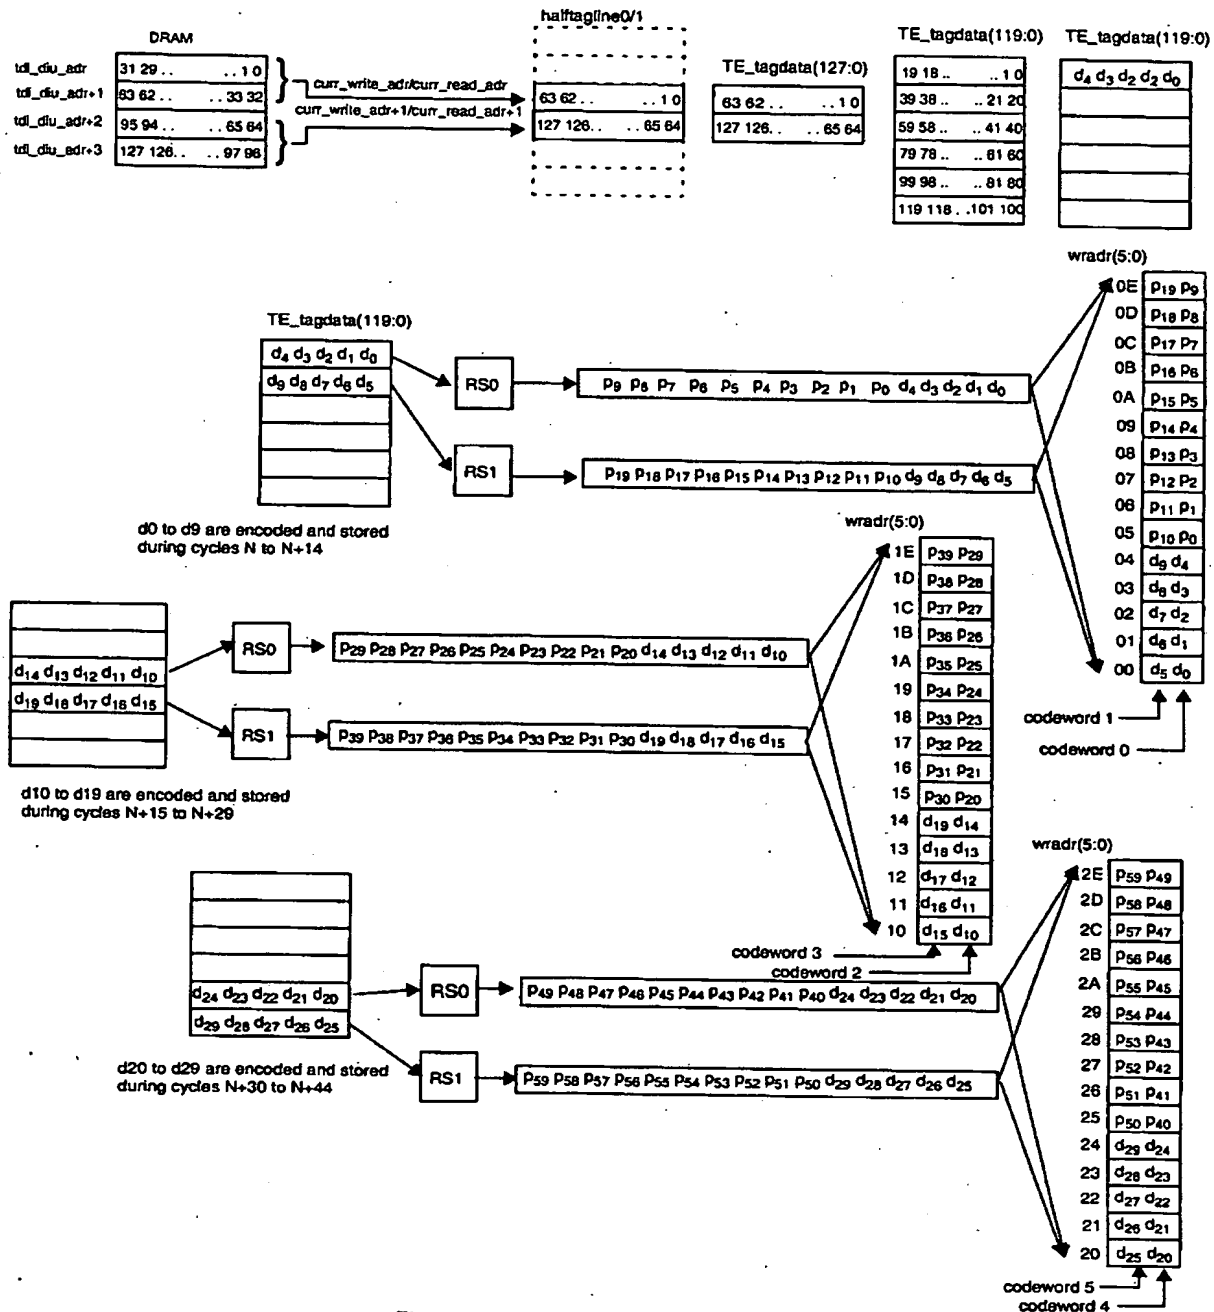 halftagline0/1
DRAM
TE_tagdata(119:0)
TE_tagdata(119:0)
tdi_diu_adr
31 29 . . . . 1 0
curr_write_adr/curr_read_adr
TE_tagdata(127:0)
19 18 . . . . 1 0
d4 d3 d2 d2 d0
tdi_diu_adr+1
63 62 . . . . 33 32
63 62 . . . . 1 0
63 62 . . . . 1 0
39 38 . . . . 21 20
curr_write_adr+1/curr_read_adr+1
tdi_diu_adr+2
95 94 . . . . 65 64
127 126. . . . 65 64
127 126. . . . 65 64
59 58 . . . . 41 40
tdi_diu_adr+3
127 126. . . . 97 96
79 78 . . . . 61 60
99 98 . . . . 81 80
119 118 . . 101 100
wradr(5:0)
0E p19 p9
0D p18 p8
0C p17 p7
0B p16 p6
0A p15 p5
09 p14 p4
08 p13 p3
07 p12 p2
06 p11 p1
05 p10 p0
04 d9 d4
03 d8 d3
02 d7 d2
01 d6 d1
00 d5 d0
codeword 1
codeword 0
TE_tagdata(119:0)
d4 d3 d2 d1 d0
RS0
p9 p8 p7 p6 p5 p4 p3 p2 p1 p0 d4 d3 d2 d1 d0
d9 d8 d7 d6 d5
RS1
p19 p18 p17 p16 p15 p14 p13 p12 p11 p10 d9 d8 d7 d6 d5
d0 to d9 are encoded and stored
during cycles N to N+14
wradr(5:0)
1E p39 p29
1D p38 p28
1C p37 p27
1B p36 p26
1A p35 p25
19 p34 p24
18 p33 p23
17 p32 p22
16 p31 p21
15 p30 p20
14 d19 d14
13 d18 d13
12 d17 d12
11 d16 d11
10 d15 d10
codeword 3
codeword 2
d14 d13 d12 d11 d10
RS0
p29 p28 p27 p26 p25 p24 p23 p22 p21 p20 d14 d13 d12 d11 d10
d19 d18 d17 d16 d15
RS1
p39 p38 p37 p36 p35 p34 p33 p32 p31 p30 d19 d18 d17 d16 d15
d10 to d19 are encoded and stored
during cycles N+15 to N+29
wradr(5:0)
2E p59 p49
2D p58 p48
2C p57 p47
2B p56 p46
2A p55 p45
29 p54 p44
28 p53 p43
27 p52 p42
26 p51 p41
25 p50 p40
24 d29 d24
23 d28 d23
22 d27 d22
21 d26 d21
20 d25 d20
codeword 5
codeword 4
d24 d23 d22 d21 d20
RS0
p49 p48 p47 p46 p45 p44 p43 p42 p41 p40 d24 d23 d22 d21 d20
d29 d28 d27 d26 d25
RS1
p59 p58 p57 p56 p55 p54 p53 p52 p51 p50 d29 d28 d27 d26 d25
d20 to d29 are encoded and stored
during cycles N+30 to N+44